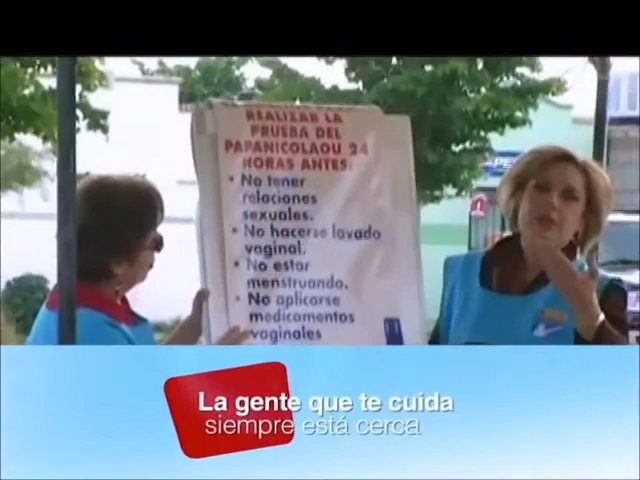 REALIZAR LA
PRUEBA DEL
PAPANICOLAOU 24
HORAS ANTES:
• No tener
relaciones
sexuales.
• No hacerse lavado
vaginal.
• No estar
menstruando.
• No aplicarse
medicamentos
vaginales.
La gente que te cuida
siempre está cerca